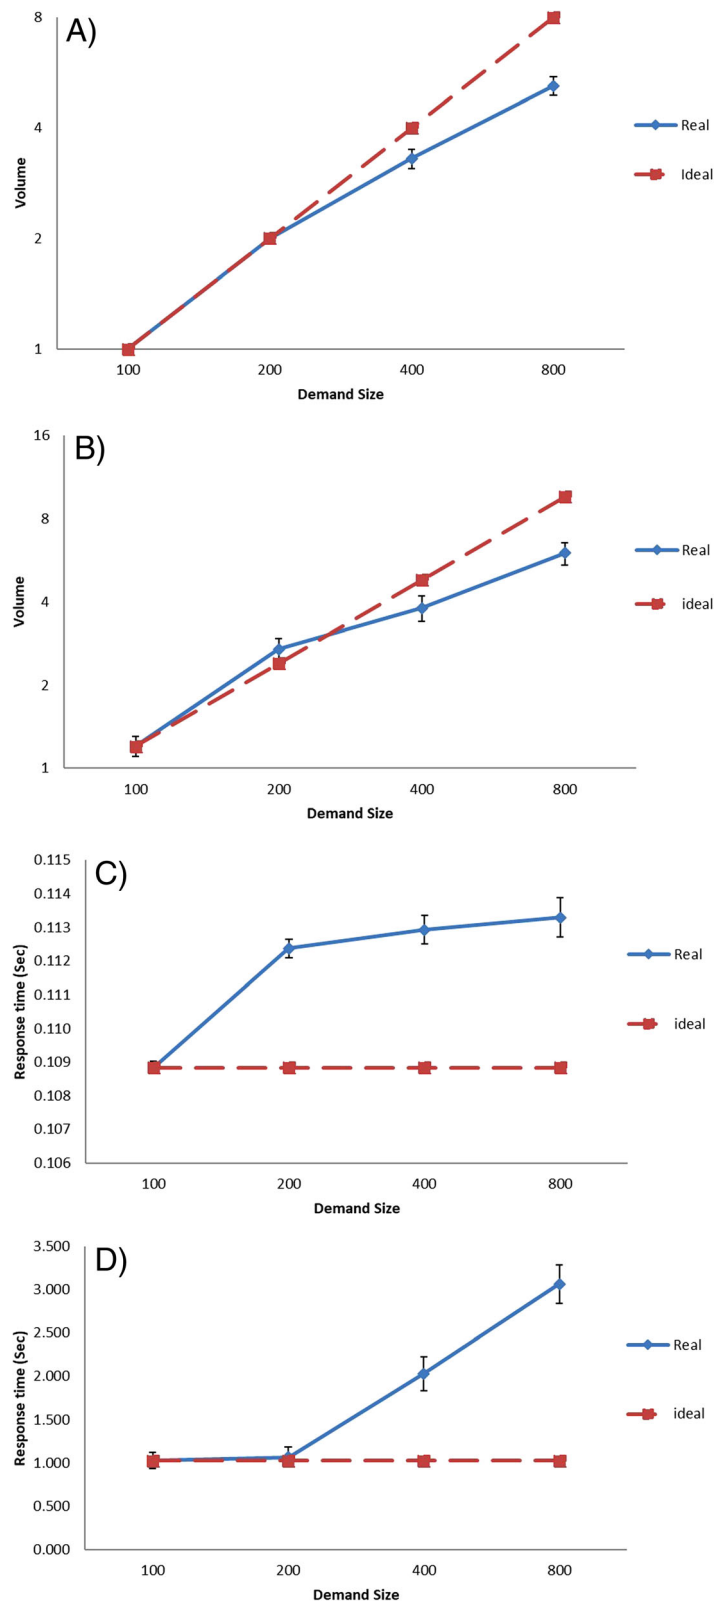 A)
8
4
2
1
Volume
100 200 400 800
Demand Size
Real
Ideal
B)
16
8
4
2
1
Volume
100 200 400 800
Demand Size
Real
ideal
C)
0.115
0.114
0.113
0.112
0.111
0.110
0.109
0.108
0.107
0.106
Response time (Sec)
100 200 400 800
Demand Size
Real
ideal
D)
3.500
3.000
2.500
2.000
1.500
1.000
0.500
0.000
Response time (Sec)
100 200 400 800
Demand Size
Real
ideal